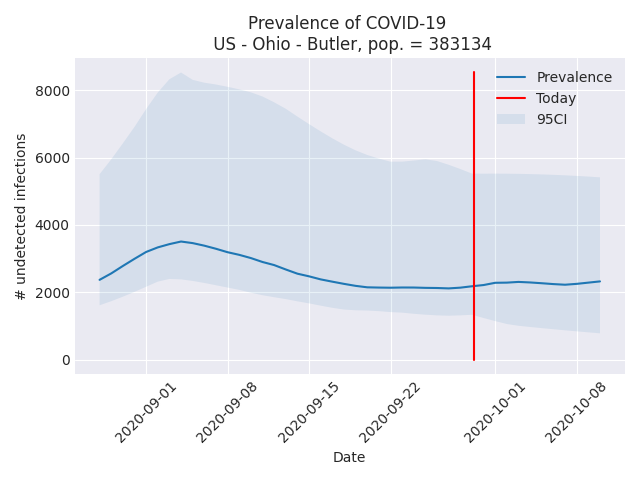 Prevalence of COVID-19
US - Ohio - Butler, pop. = 383134
Prevalence
Today
95CI
8000
6000
4000
2000
0
# undetected infections
2020-09-01
2020-09-08
2020-09-15
2020-09-22
2020-10-01
2020-10-08
Date